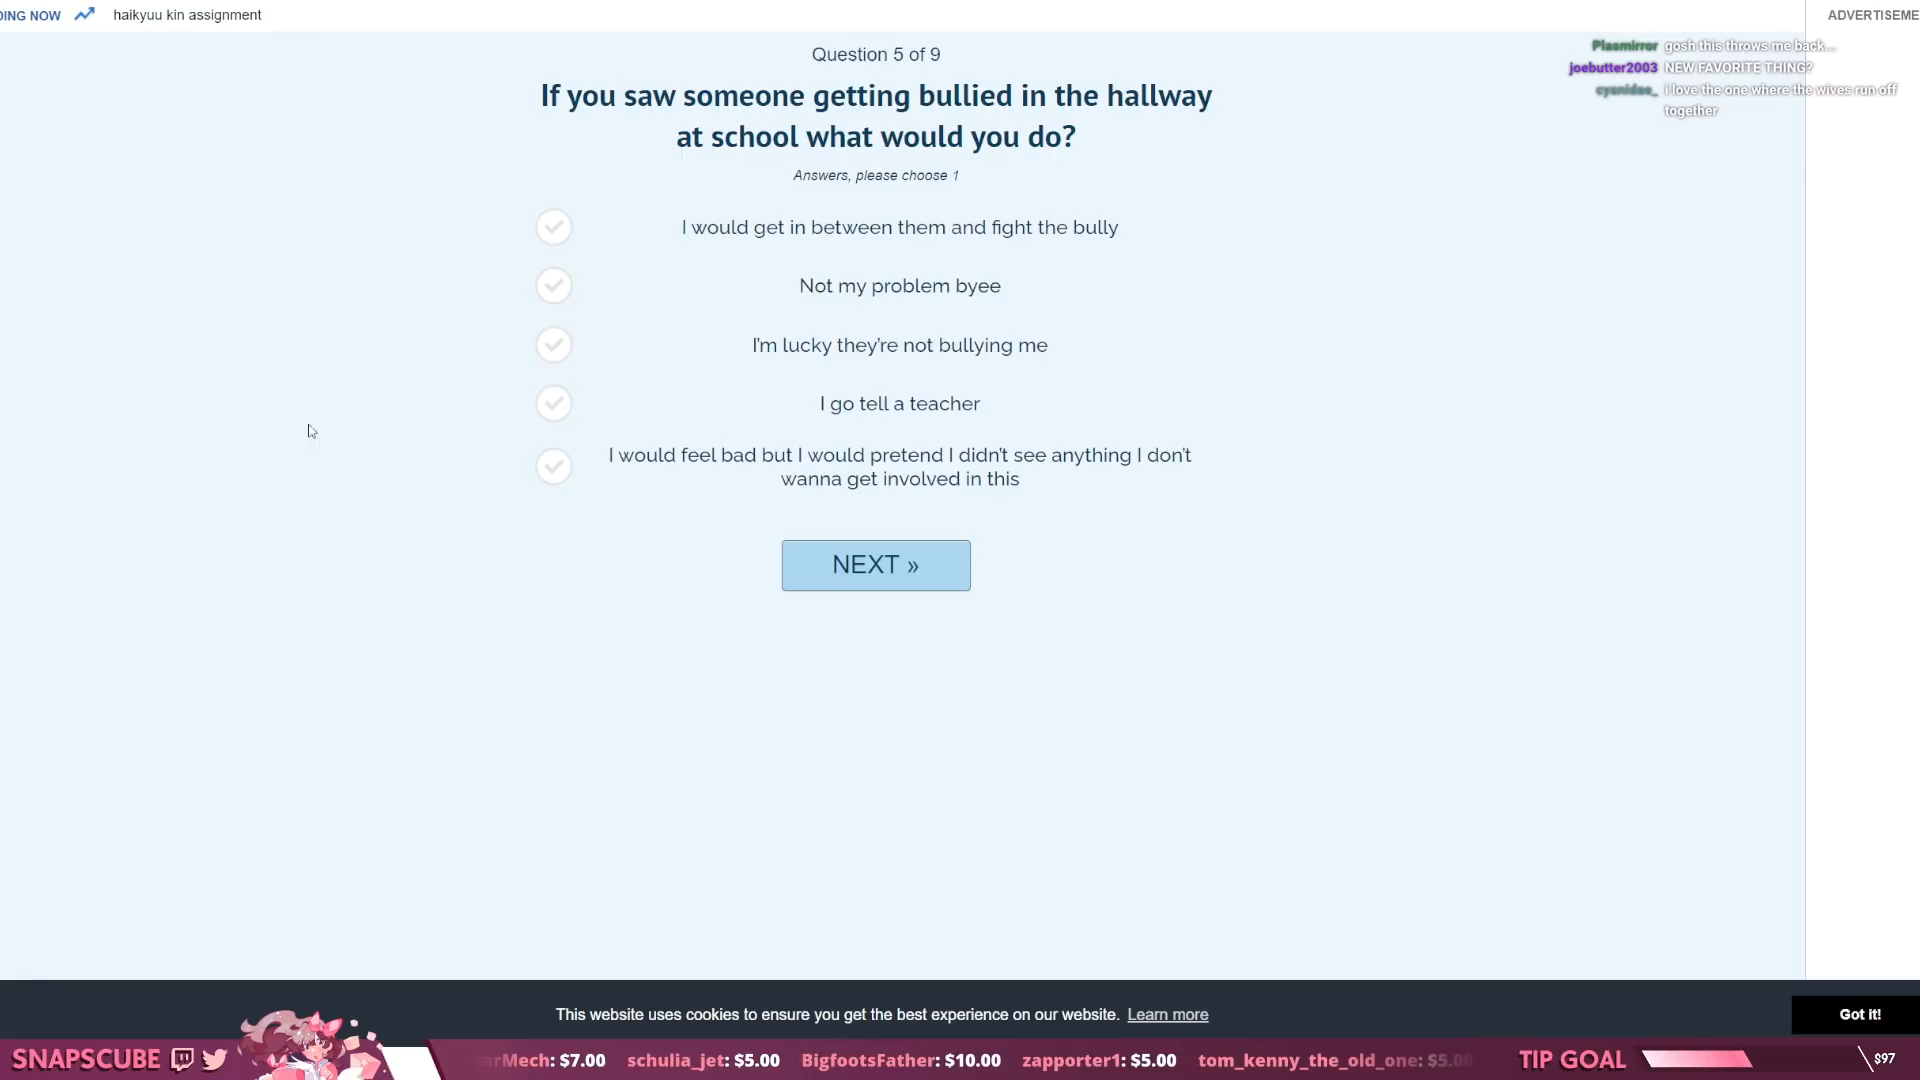 haikyuu kin assignment
ADVERTISEME
Question 5 of 9
If you saw someone getting bullied in the hallway
at school what would you do?
Answers, please choose 1
I would get in between them and fight the bully
Not my problem byee
I'm lucky they're not bullying me
I go tell a teacher
I would feel bad but I would pretend I didn't see anything I don't
wanna get involved in this
NEXT »
Plasmirror gosh this throws me back...
joebutter2003 NEW FAVORITE THING?
cyanidae_ i love the one where the wives run off
together
This website uses cookies to ensure you get the best experience on our website. Learn more
Got it!
SNAPSCUBE
rMech: $7.00 schulia_jet: $5.00 BigfootsFather: $10.00 zapporter1: $5.00 tom_kenny_the_old_one: $5.00
TIP GOAL
$97